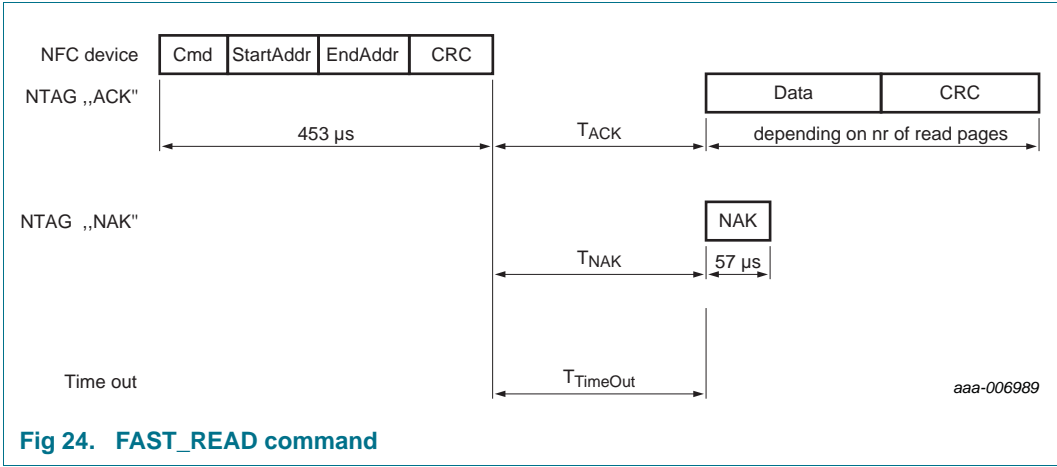 NFC device Cmd StartAddr EndAddr CRC
NTAG ,,ACK" Data CRC
453 µs TACK depending on nr of read pages
NTAG ,,NAK" NAK
TNAK 57 µs
Time out TTimeOut aaa-006989
Fig 24. FAST_READ command